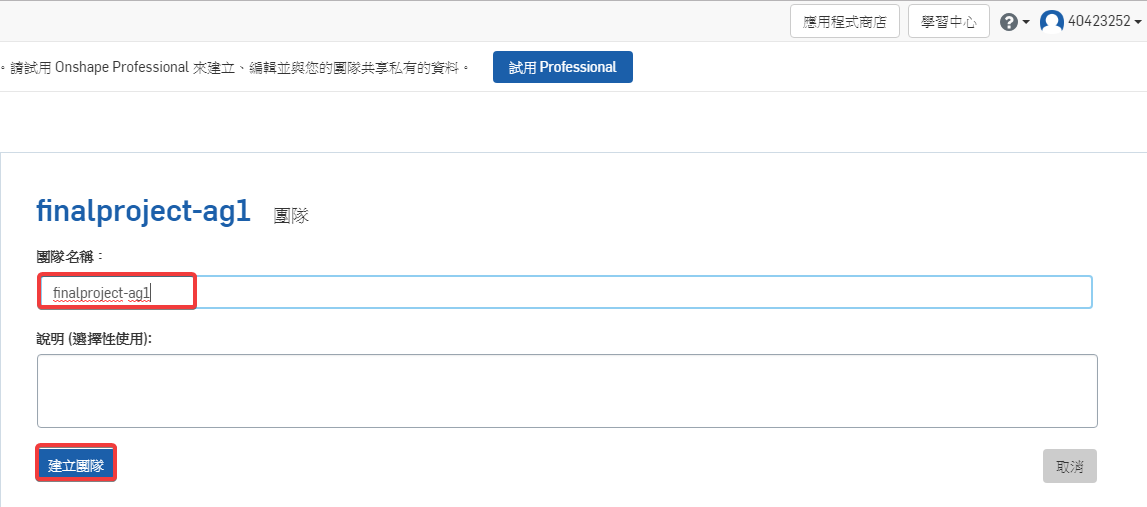 應用程式商店 學習中心 40423252
。請試用 Onshape Professional 來建立、編輯並與您的團隊共享私有的資料。 試用 Professional
finalproject-ag1 團隊
團隊名稱：
finalproject-ag1
說明 (選擇性使用):
建立團隊 取消